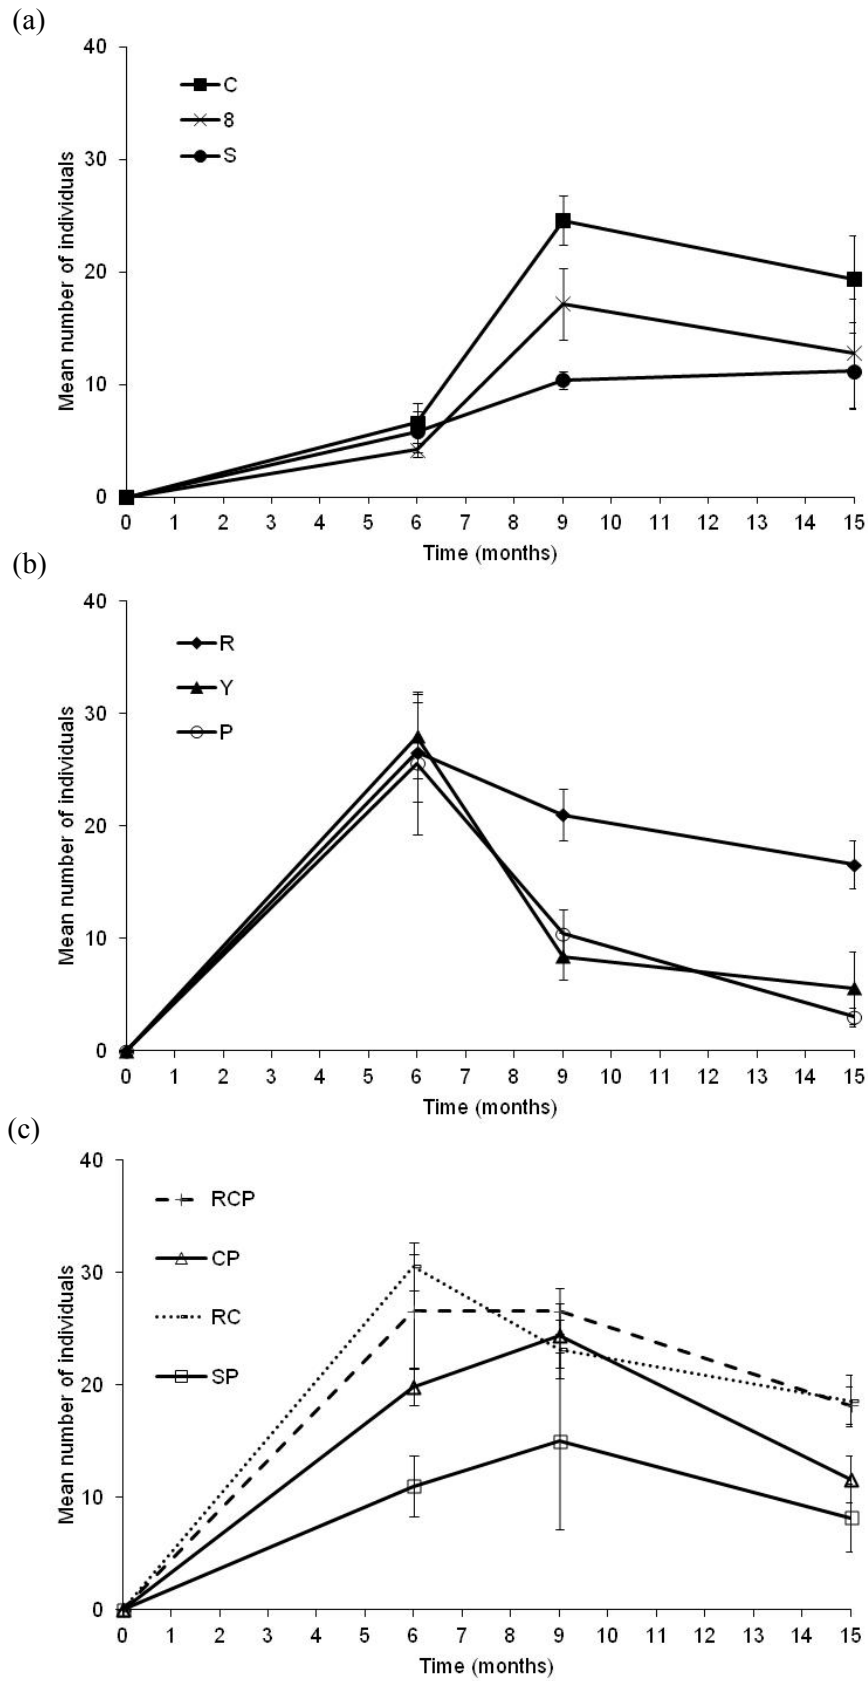 (a)
40
30
20
10
0
Mean number of individuals
C
8
S
0 1 2 3 4 5 6 7 8 9 10 11 12 13 14 15
Time (months)
(b)
40
30
20
10
0
Mean number of individuals
R
Y
P
0 1 2 3 4 5 6 7 8 9 10 11 12 13 14 15
Time (months)
(c)
40
30
20
10
0
Mean number of individuals
RCP
CP
RC
SP
0 1 2 3 4 5 6 7 8 9 10 11 12 13 14 15
Time (months)